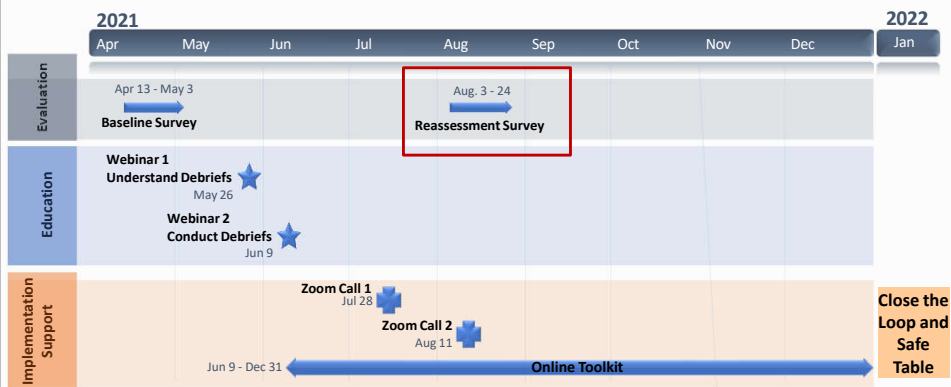 2021
2022
Apr May Jun Jul Aug Sep Oct Nov Dec Jan
Evaluation
Apr 13 - May 3
Baseline Survey
Aug. 3 - 24
Reassessment Survey
Education
Webinar 1
Understand Debriefs
May 26
Webinar 2
Conduct Debriefs
Jun 9
Implementation
Support
Zoom Call 1
Jul 28
Zoom Call 2
Aug 11
Jun 9 - Dec 31
Online Toolkit
Close the
Loop and
Safe
Table